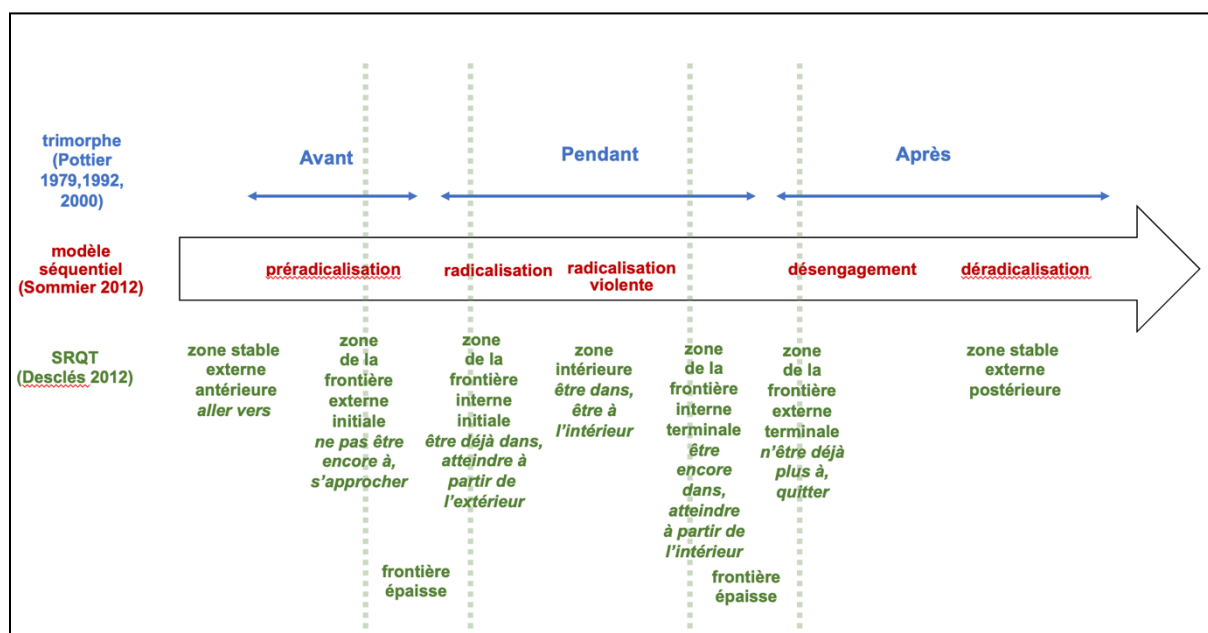 trimorphe
(Pottier
1979,1992,
2000)
Avant
Pendant
Après
modèle
séquentiel
(Sommier 2012)
préradicalisation
radicalisation
radicalisation
violente
désengagement
déradicalisation
SRQT
(Desclés 2012)
zone stable
externe
antérieure
aller vers
zone
de la
frontière
externe
initiale
ne pas être
encore à,
s’approcher
zone
de la
frontière
interne
initiale
être déjà dans,
atteindre à
partir de
l’extérieur
zone
intérieure
être dans,
être à
l’intérieur
zone
de la
frontière
interne
terminale
être
encore
dans,
atteindre
à partir de
l’intérieur
zone
de la
frontière
externe
terminale
n’être déjà
plus à,
quitter
zone stable
externe
postérieure
frontière
épaisse
frontière
épaisse